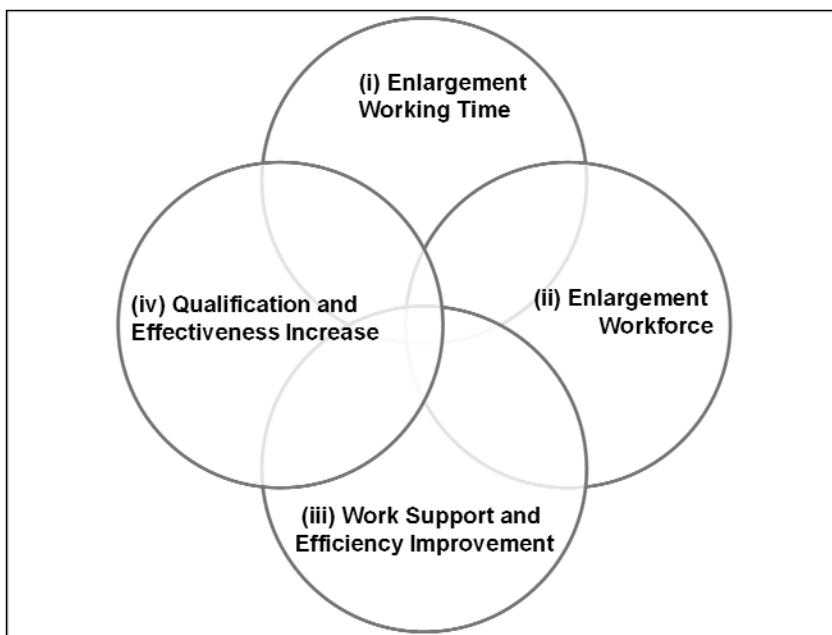 (i) Enlargement
Working Time
(iv) Qualification and
Effectiveness Increase
(ii) Enlargement
Workforce
(iii) Work Support and
Efficiency Improvement